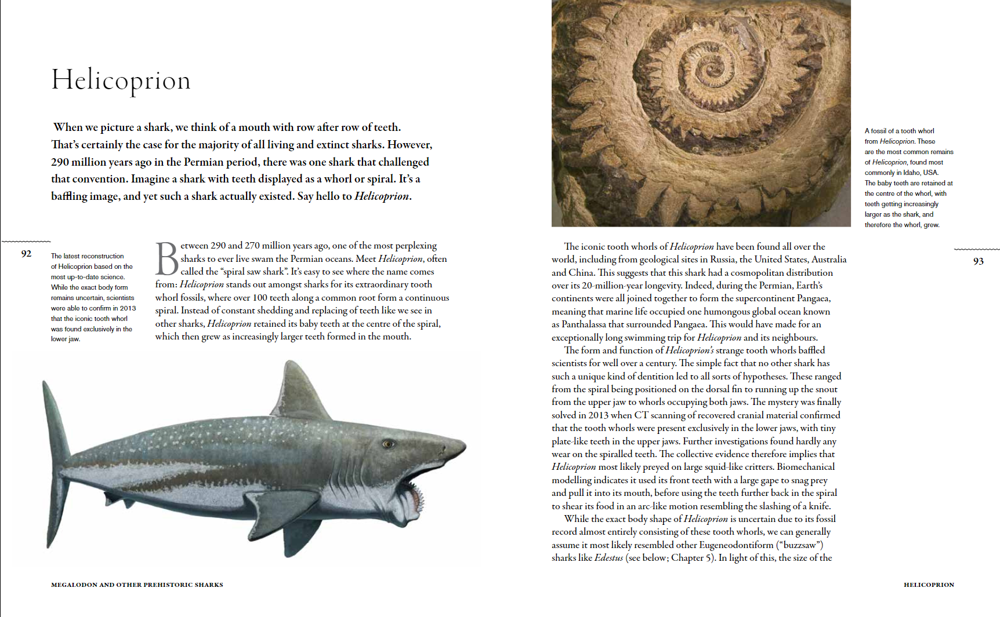 Helicoprion
When we picture a shark, we think of a mouth with row after row of teeth.
That's certainly the case for the majority of all living and extinct sharks. However,
290 million years ago in the Permian period, there was one shark that challenged
that convention. Imagine a shark with teeth displayed as a whorl or spiral. It's a
baffling image, and yet such a shark actually existed. Say hello to Helicoprion.
92
The latest reconstruction
of Helicoprion based on the
most up-to-date science.
While the exact body form
remains uncertain, scientists
were able to confirm in 2013
that the iconic tooth whorl
was found exclusively in the
lower jaw.
Between 290 and 270 million years ago, one of the most perplexing
sharks to ever live swam the Permian oceans. Meet Helicoprion, often
called the “spiral saw shark”. It's easy to see where the name comes
from: Helicoprion stands out amongst sharks for its extraordinary tooth
whorl fossils, where over 100 teeth along a common root form a continuous
spiral. Instead of constant shedding and replacing of teeth like we see in
other sharks, Helicoprion retained its baby teeth at the centre of the spiral,
which then grew as increasingly larger teeth formed in the mouth.
MEGALODON AND OTHER PREHISTORIC SHARKS
A fossil of a tooth whorl
from Helicoprion. These
are the most common remains
of Helicoprion, found most
commonly in Idaho, USA.
The baby teeth are retained at
the centre of the whorl, with
teeth getting increasingly
larger as the shark, and
therefore the whorl, grew.
The iconic tooth whorls of Helicoprion have been found all over the
world, including from geological sites in Russia, the United States, Australia
and China. This suggests that this shark had a cosmopolitan distribution
over its 20-million-year longevity. Indeed, during the Permian, Earth's
continents were all joined together to form the supercontinent Pangaea,
meaning that marine life occupied one humongous global ocean known
as Panthalassa that surrounded Pangaea. This would have made for an
exceptionally long swimming trip for Helicoprion and its neighbours.
The form and function of Helicoprion's strange tooth whorls baffled
scientists for well over a century. The simple fact that no other shark has
such a unique kind of dentition led to all sorts of hypotheses. These ranged
from the spiral being positioned on the dorsal fin to running up the snout
from the upper jaw to whorls occupying both jaws. The mystery was finally
solved in 2013 when CT scanning of recovered cranial material confirmed
that the tooth whorls were present exclusively in the lower jaws, with tiny
plate-like teeth in the upper jaws. Further investigations found hardly any
wear on the spiralled teeth. The collective evidence therefore implies that
Helicoprion most likely preyed on large squid-like critters. Biomechanical
modelling indicates it used its front teeth with a large gape to snag prey
and pull it into its mouth, before using the teeth further back in the spiral
to shear its food in an arc-like motion resembling the slashing of a knife.
While the exact body shape of Helicoprion is uncertain due to its fossil
record almost entirely consisting of these tooth whorls, we can generally
assume it most likely resembled other Eugeneodontiform (“buzzsaw”)
sharks like Edestus (see below; Chapter 5). In light of this, the size of the
93
HELICOPRION